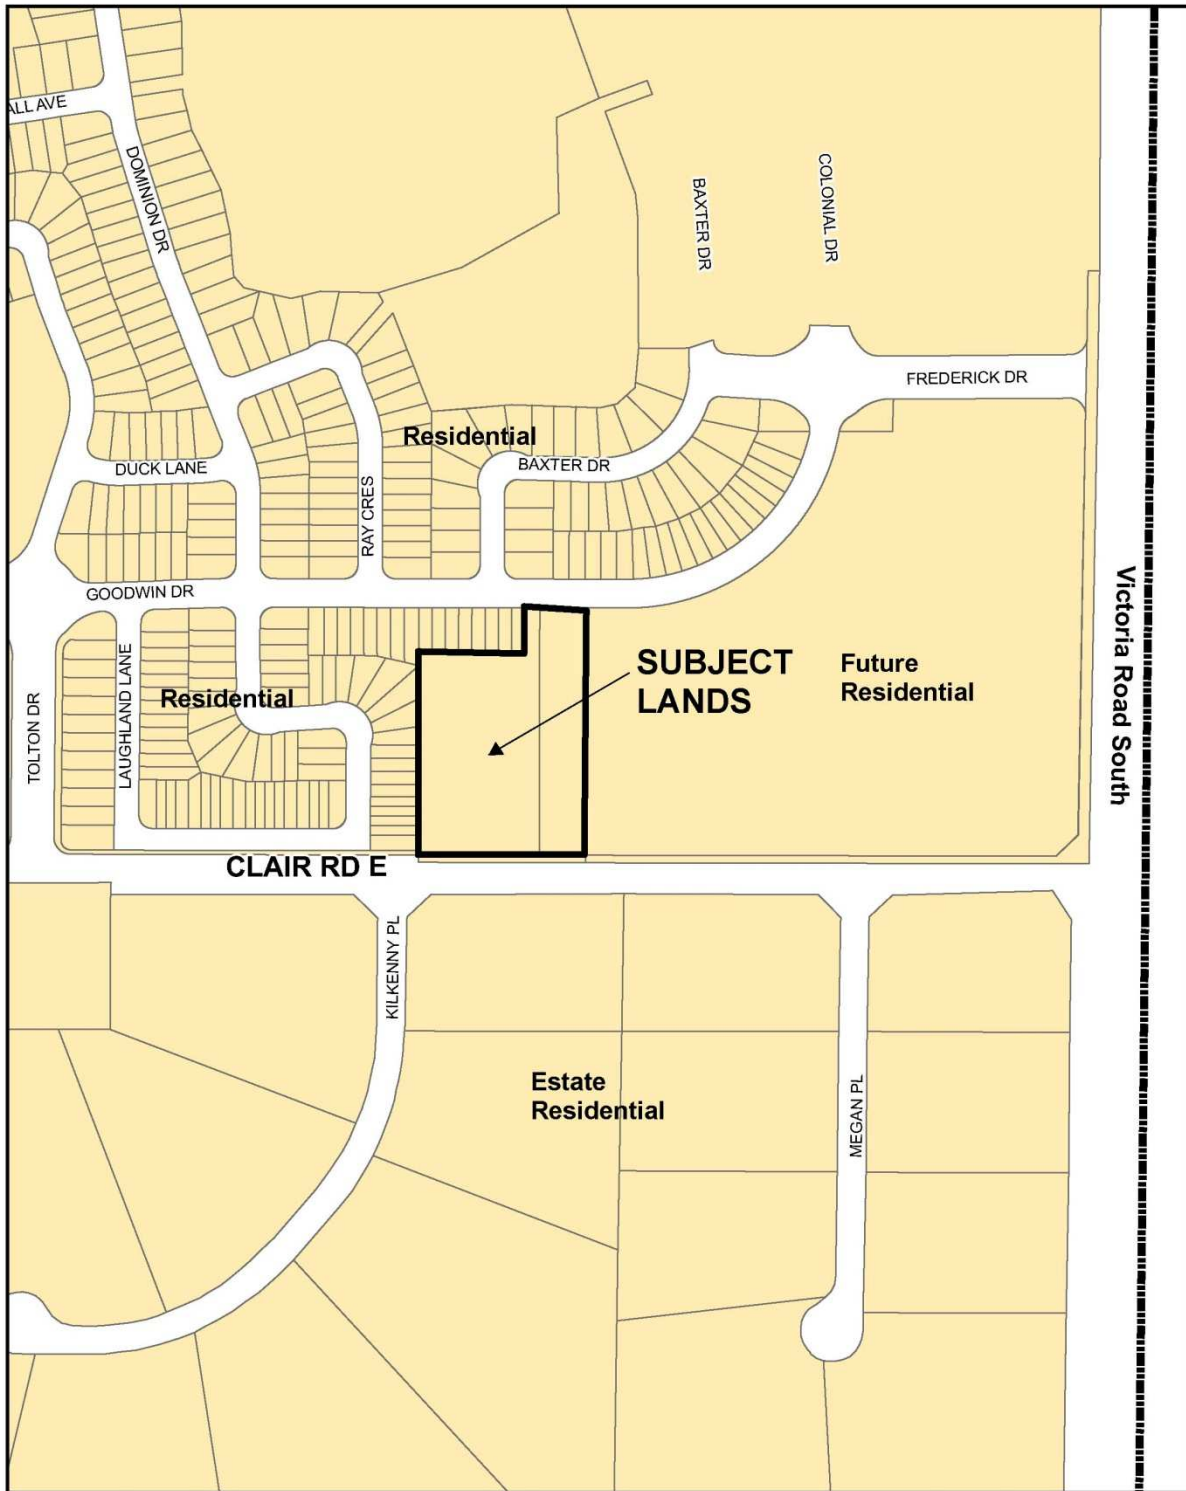 ALL AVE
DOMINION DR
BAXTER DR
COLONIAL DR
FREDERICK DR
Residential
BAXTER DR
DUCK LANE
RAY CRES
GOODWIN DR
Victoria Road South
SUBJECT
LANDS
Future
Residential
Residential
LAUGHLAND LANE
TOLTON DR
CLAIR RD E
KILKENNY PL
Estate
Residential
MEGAN PL